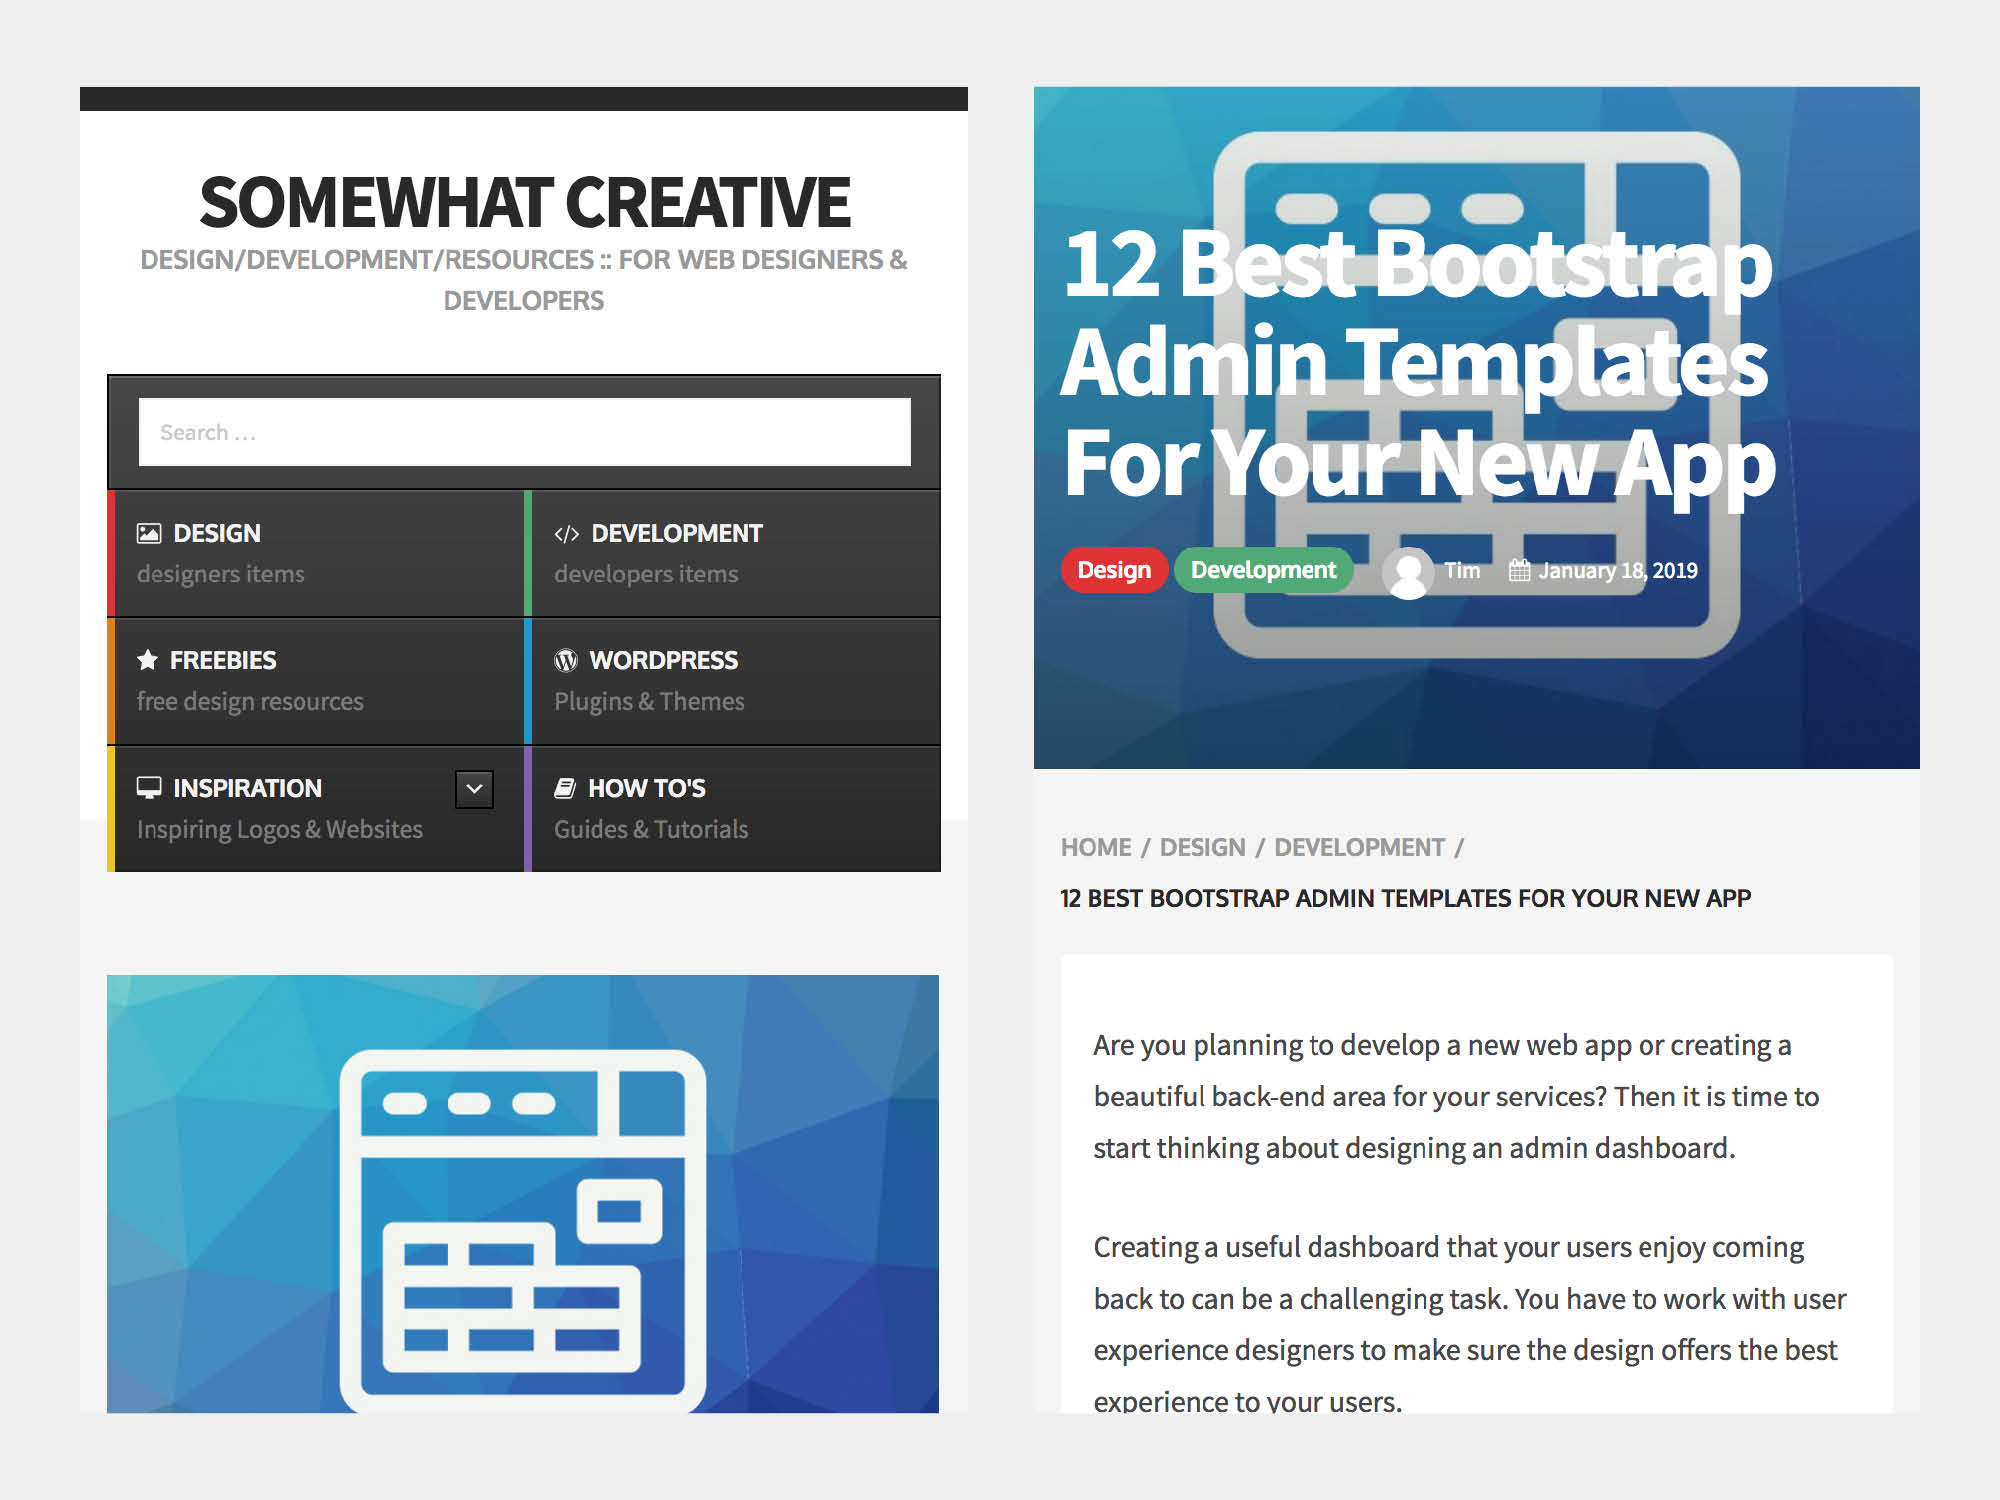 SOMEWHAT CREATIVE
DESIGN/DEVELOPMENT/RESOURCES :: FOR WEB DESIGNERS &
DEVELOPERS
Search ...
DESIGN
designers items
DEVELOPMENT
developers items
FREEBIES
free design resources
WORDPRESS
Plugins & Themes
INSPIRATION
Inspiring Logos & Websites
HOW TO'S
Guides & Tutorials
12 Best Bootstrap
Admin Templates
For Your New App
Design Development Tim January 18, 2019
HOME / DESIGN / DEVELOPMENT /
12 BEST BOOTSTRAP ADMIN TEMPLATES FOR YOUR NEW APP
Are you planning to develop a new web app or creating a
beautiful back-end area for your services? Then it is time to
start thinking about designing an admin dashboard.
Creating a useful dashboard that your users enjoy coming
back to can be a challenging task. You have to work with user
experience designers to make sure the design offers the best
experience to your users.